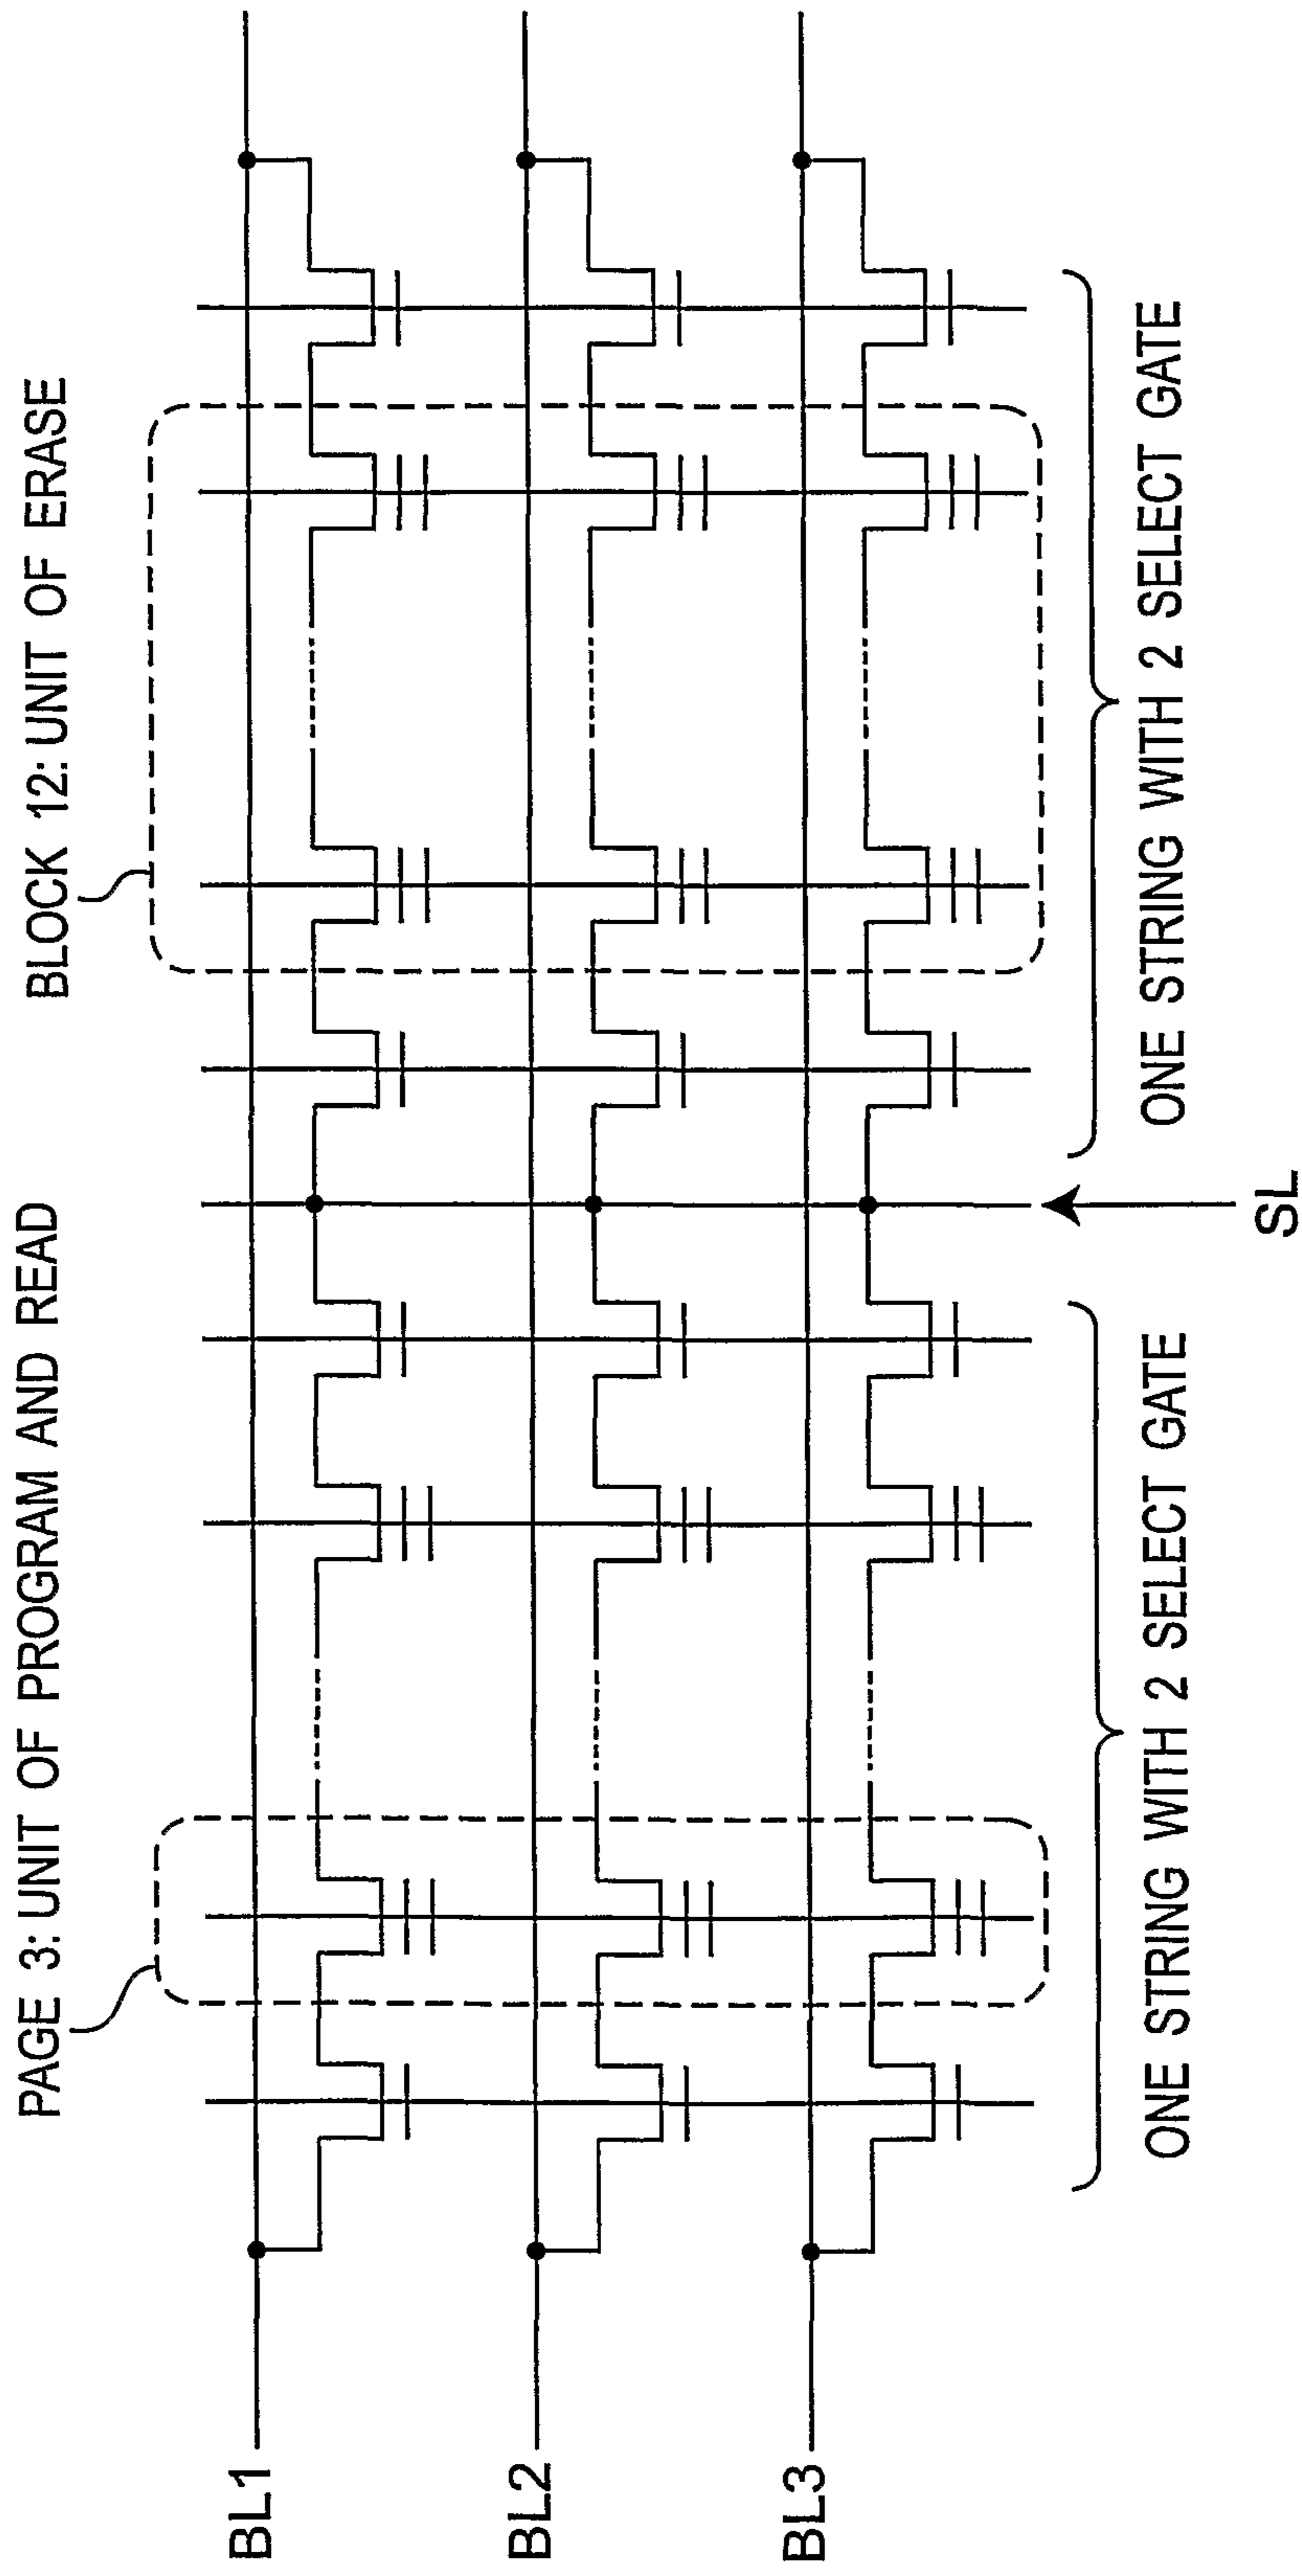 PAGE 3: UNIT OF PROGRAM AND READ
BLOCK 12: UNIT OF ERASE
BL1
BL2
BL3
ONE STRING WITH 2 SELECT GATE
SL
ONE STRING WITH 2 SELECT GATE